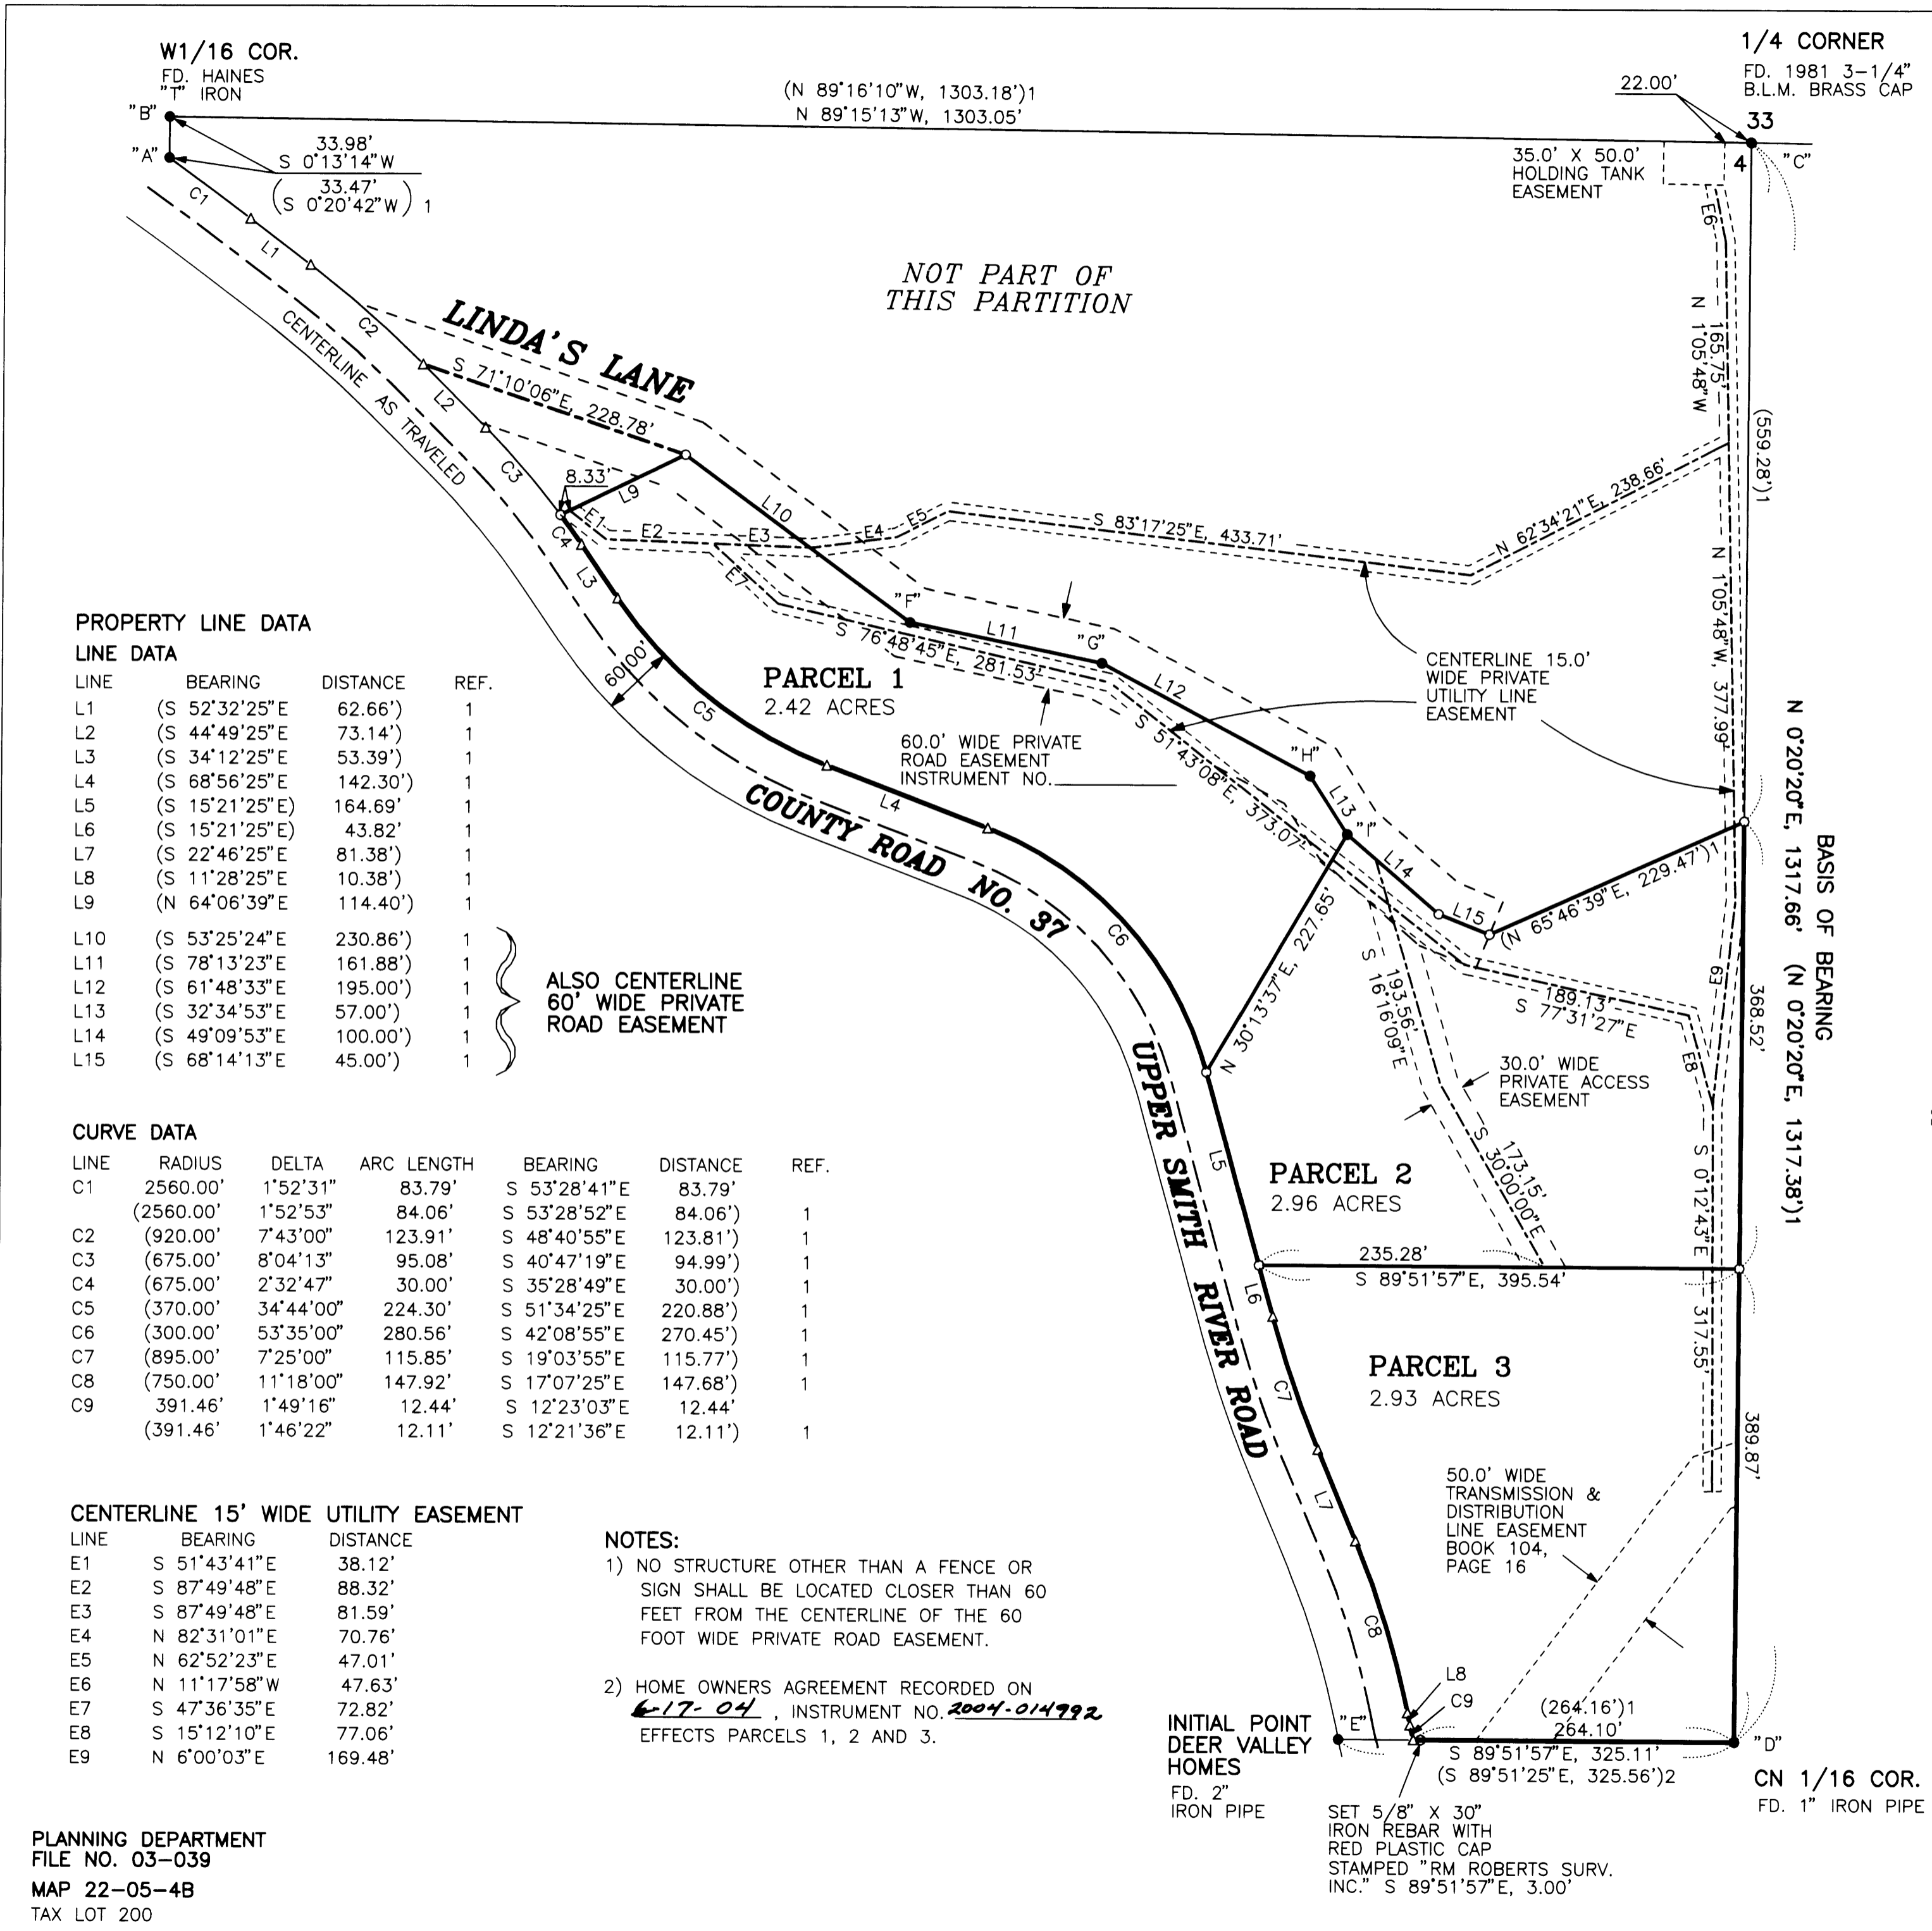 W1/16 COR.
FD. HAINES
"T" IRON
"B"
"A"
33.98'
S 0°13'14"W
(33.47'
S 0°20'42"W) 1
(N 89°16'10"W, 1303.18')1
N 89°15'13"W, 1303.05'
22.00'
1/4 CORNER
FD. 1981 3-1/4"
B.L.M. BRASS CAP
33
4
"C"
35.0' X 50.0'
HOLDING TANK
EASEMENT
E6
NOT PART OF
THIS PARTITION
C1
L1
C2
L2
C3
CENTERLINE AS TRAVELED
LINDA'S LANE
S 71°10'06"E, 228.78'
8.33'
L9
L10
E1
E2
E3
E4
E5
E7
C4
L3
S 83°17'25"E, 433.71'
N 62°34'21"E, 238.66'
165.75'
N 1°05'48"W
(559.28')1
N 1°05'48"W, 377.99'
"F"
L11
"G"
S 76°48'45"E, 281.53'
L12
CENTERLINE 15.0'
WIDE PRIVATE
UTILITY LINE
EASEMENT
60.00'
C5
PARCEL 1
2.42 ACRES
60.0' WIDE PRIVATE
ROAD EASEMENT
INSTRUMENT NO.
S 51°43'08"E, 373.07'
"H"
L13
"I"
L14
L15
(N 65°46'39"E, 229.47')1
L4
COUNTY ROAD NO. 37
C6
N 30°13'37"E, 227.65'
193.56'
S 16°16'09"E
189.13'
S 77°31'27"E
E9
E8
368.52'
N 0°20'20"E, 1317.66' (N 0°20'20"E, 1317.38')1
BASIS OF BEARING
30.0' WIDE
PRIVATE ACCESS
EASEMENT
S 0°12'43"E
317.55'
173.15'
S 30°00'00"E
UPPER SMITH RIVER ROAD
L5
PARCEL 2
2.96 ACRES
235.28'
S 89°51'57"E, 395.54'
L6
C7
PARCEL 3
2.93 ACRES
389.87'
L7
50.0' WIDE
TRANSMISSION &
DISTRIBUTION
LINE EASEMENT
BOOK 104,
PAGE 16
C8
L8
C9
(264.16')1
264.10'
S 89°51'57"E, 325.11'
(S 89°51'25"E, 325.56')2
"E"
"D"
INITIAL POINT
DEER VALLEY
HOMES
FD. 2"
IRON PIPE
SET 5/8" X 30"
IRON REBAR WITH
RED PLASTIC CAP
STAMPED "RM ROBERTS SURV.
INC." S 89°51'57"E, 3.00'
CN 1/16 COR.
FD. 1" IRON PIPE
PROPERTY LINE DATA
LINE DATA
LINE BEARING DISTANCE REF.
L1 (S 52°32'25"E 62.66') 1
L2 (S 44°49'25"E 73.14') 1
L3 (S 34°12'25"E 53.39') 1
L4 (S 68°56'25"E 142.30') 1
L5 (S 15°21'25"E) 164.69' 1
L6 (S 15°21'25"E) 43.82' 1
L7 (S 22°46'25"E 81.38') 1
L8 (S 11°28'25"E 10.38') 1
L9 (N 64°06'39"E 114.40') 1
L10 (S 53°25'24"E 230.86') 1
L11 (S 78°13'23"E 161.88') 1
L12 (S 61°48'33"E 195.00') 1
L13 (S 32°34'53"E 57.00') 1
L14 (S 49°09'53"E 100.00') 1
L15 (S 68°14'13"E 45.00') 1
ALSO CENTERLINE
60' WIDE PRIVATE
ROAD EASEMENT
CURVE DATA
LINE RADIUS DELTA ARC LENGTH BEARING DISTANCE REF.
C1 2560.00' 1°52'31" 83.79' S 53°28'41"E 83.79'
(2560.00' 1°52'53" 84.06' S 53°28'52"E 84.06') 1
C2 (920.00' 7°43'00" 123.91' S 48°40'55"E 123.81') 1
C3 (675.00' 8°04'13" 95.08' S 40°47'19"E 94.99') 1
C4 (675.00' 2°32'47" 30.00' S 35°28'49"E 30.00') 1
C5 (370.00' 34°44'00" 224.30' S 51°34'25"E 220.88') 1
C6 (300.00' 53°35'00" 280.56' S 42°08'55"E 270.45') 1
C7 (895.00' 7°25'00" 115.85' S 19°03'55"E 115.77') 1
C8 (750.00' 11°18'00" 147.92' S 17°07'25"E 147.68') 1
C9 391.46' 1°49'16" 12.44' S 12°23'03"E 12.44'
(391.46' 1°46'22" 12.11' S 12°21'36"E 12.11') 1
CENTERLINE 15' WIDE UTILITY EASEMENT
LINE BEARING DISTANCE
E1 S 51°43'41"E 38.12'
E2 S 87°49'48"E 88.32'
E3 S 87°49'48"E 81.59'
E4 N 82°31'01"E 70.76'
E5 N 62°52'23"E 47.01'
E6 N 11°17'58"W 47.63'
E7 S 47°36'35"E 72.82'
E8 S 15°12'10"E 77.06'
E9 N 6°00'03"E 169.48'
NOTES:
1) NO STRUCTURE OTHER THAN A FENCE OR
SIGN SHALL BE LOCATED CLOSER THAN 60
FEET FROM THE CENTERLINE OF THE 60
FOOT WIDE PRIVATE ROAD EASEMENT.
2) HOME OWNERS AGREEMENT RECORDED ON
6-17-04, INSTRUMENT NO. 2004-014992
EFFECTS PARCELS 1, 2 AND 3.
PLANNING DEPARTMENT
FILE NO. 03-039
MAP 22-05-4B
TAX LOT 200